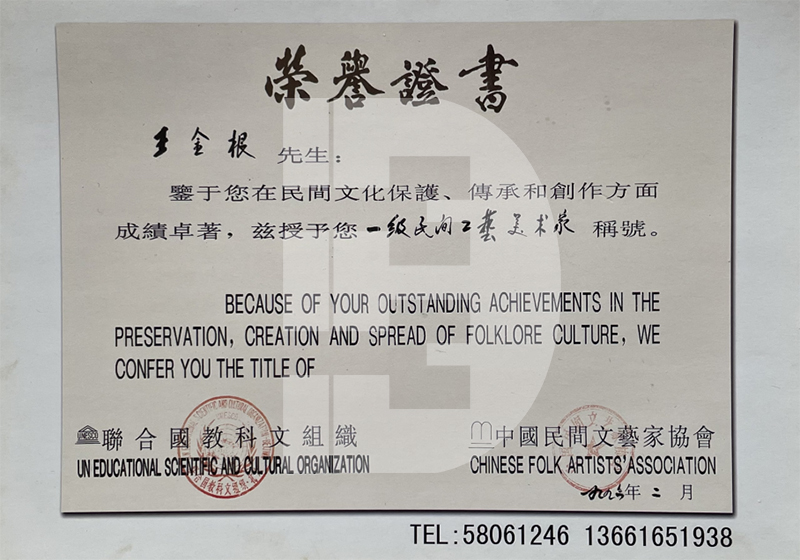 榮譽證書
王金根 先生：
鑒于您在民間文化保護、傳承和創作方面
成績卓著，兹授予您 一级民间工藝美术家 稱號。
BECAUSE OF YOUR OUTSTANDING ACHIEVEMENTS IN THE
PRESERVATION, CREATION AND SPREAD OF FOLKLORE CULTURE, WE
CONFER YOU THE TITLE OF
聯合國教科文組織
UN EDUCATIONAL SCIENTIFIC AND CULTURAL ORGANIZATION
中國民間文藝家協會
CHINESE FOLK ARTISTS'ASSOCIATION
年二月
TEL:58061246 13661651938